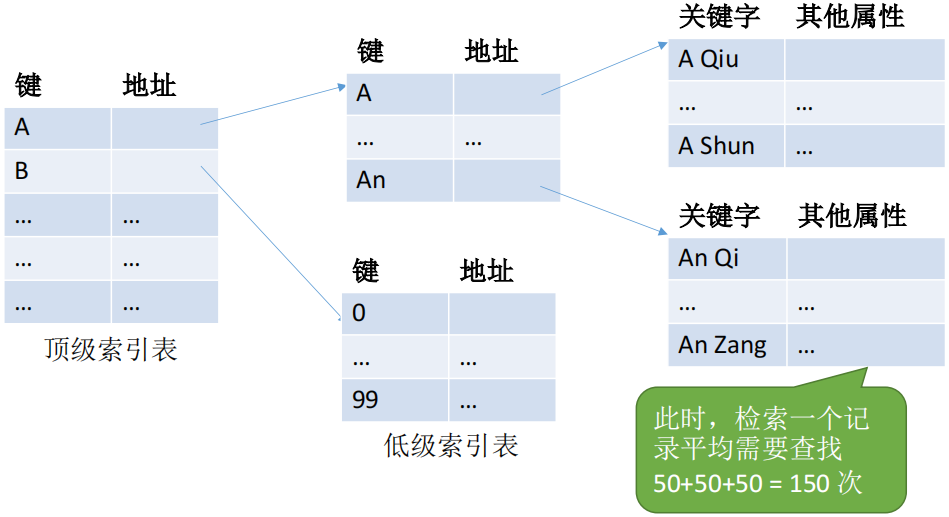 键 地址
A
B
... ...
... ...
... ...
顶级索引表
键 地址
A
... ...
An
键 地址
0
... ...
99 ...
低级索引表
关键字 其他属性
A Qiu
... ...
A Shun ...
关键字 其他属性
An Qi
... ...
An Zang ...
此时，检索一个记
录平均需要查找
50+50+50 = 150 次